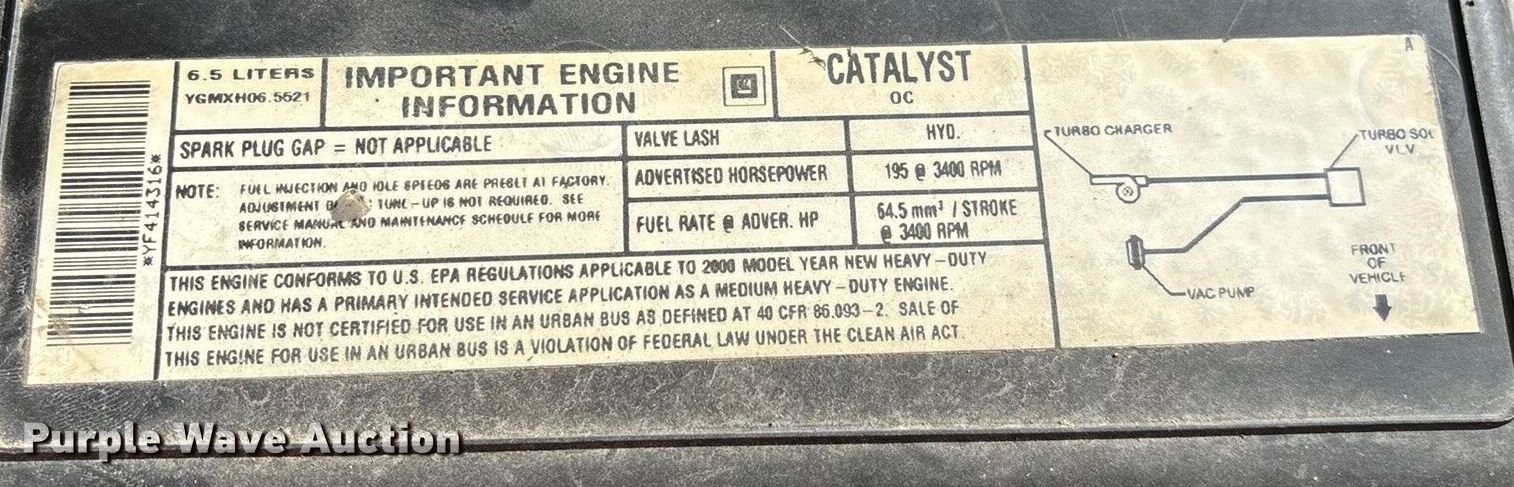 *YF414316*
6.5 LITERS
YGMXH06.5521
IMPORTANT ENGINE
INFORMATION
GM
CATALYST
OC
A
SPARK PLUG GAP = NOT APPLICABLE
VALVE LASH
HYD.
NOTE: FUEL INJECTION AND IDLE SPEEDS ARE PRESET AT FACTORY.
ADJUSTMENT TUNE-UP IS NOT REQUIRED. SEE
SERVICE MANUAL AND MAINTENANCE SCHEDULE FOR MORE
INFORMATION.
ADVERTISED HORSEPOWER
195 @ 3400 RPM
FUEL RATE @ ADVER. HP
64.5 mm³ / STROKE
@ 3400 RPM
THIS ENGINE CONFORMS TO U.S. EPA REGULATIONS APPLICABLE TO 2000 MODEL YEAR NEW HEAVY-DUTY
ENGINES AND HAS A PRIMARY INTENDED SERVICE APPLICATION AS A MEDIUM HEAVY-DUTY ENGINE.
THIS ENGINE IS NOT CERTIFIED FOR USE IN AN URBAN BUS AS DEFINED AT 40 CFR 86.093-2. SALE OF
THIS ENGINE FOR USE IN AN URBAN BUS IS A VIOLATION OF FEDERAL LAW UNDER THE CLEAN AIR ACT.
TURBO CHARGER
TURBO SOL
VLV
VAC PUMP
FRONT
OF
VEHICLE
Purple Wave Auction